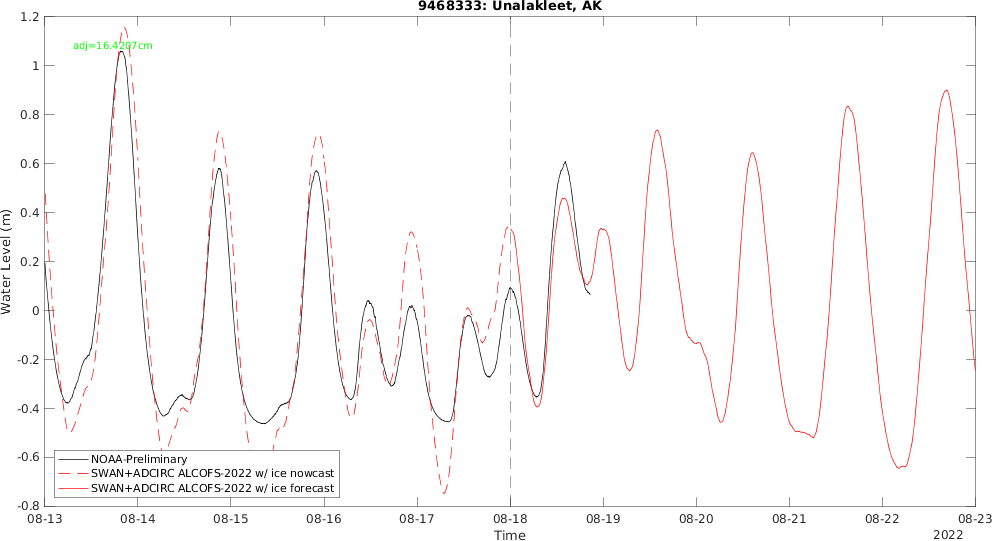 9468333: Unalakleet, AK
adj=16.4207cm
1.2
1
0.8
0.6
0.4
0.2
0
-0.2
-0.4
-0.6
-0.8
Water Level (m)
NOAA-Preliminary
SWAN+ADCIRC ALCOFS-2022 w/ ice nowcast
SWAN+ADCIRC ALCOFS-2022 w/ ice forecast
08-13 08-14 08-15 08-16 08-17 08-18 08-19 08-20 08-21 08-22 08-23
Time
2022